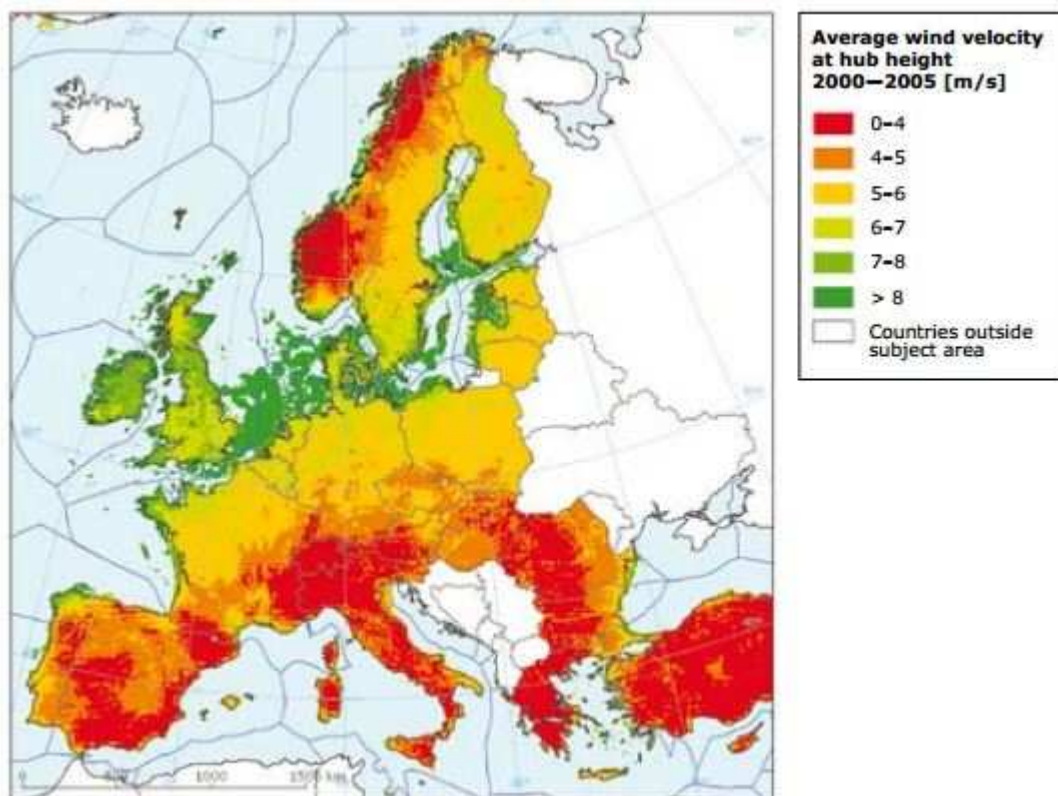 Average wind velocity
at hub height
2000—2005 [m/s]
0–4
4–5
5–6
6–7
7–8
> 8
Countries outside
subject area
0
1000
1500 km